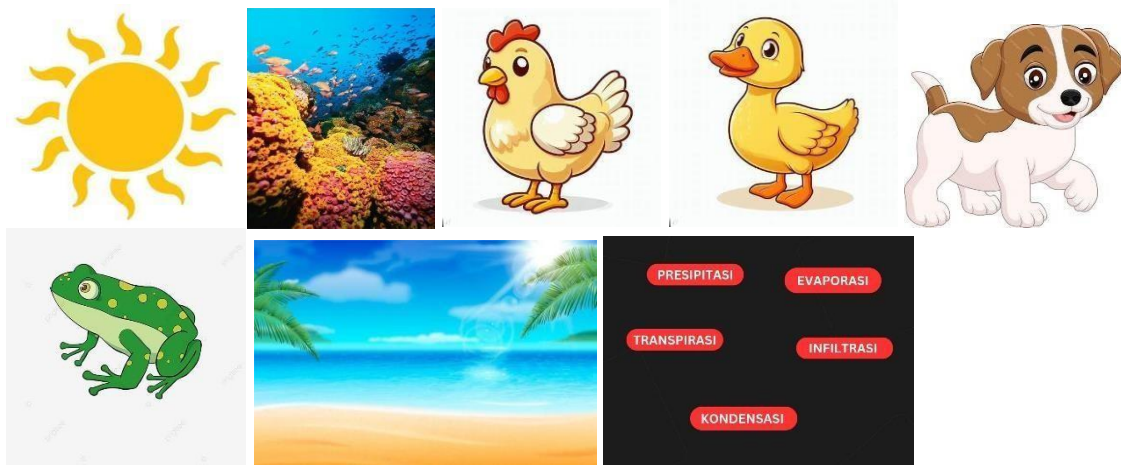 PRESIPITASI
EVAPORASI
TRANSPIRASI
INFILTRASI
KONDENSASI